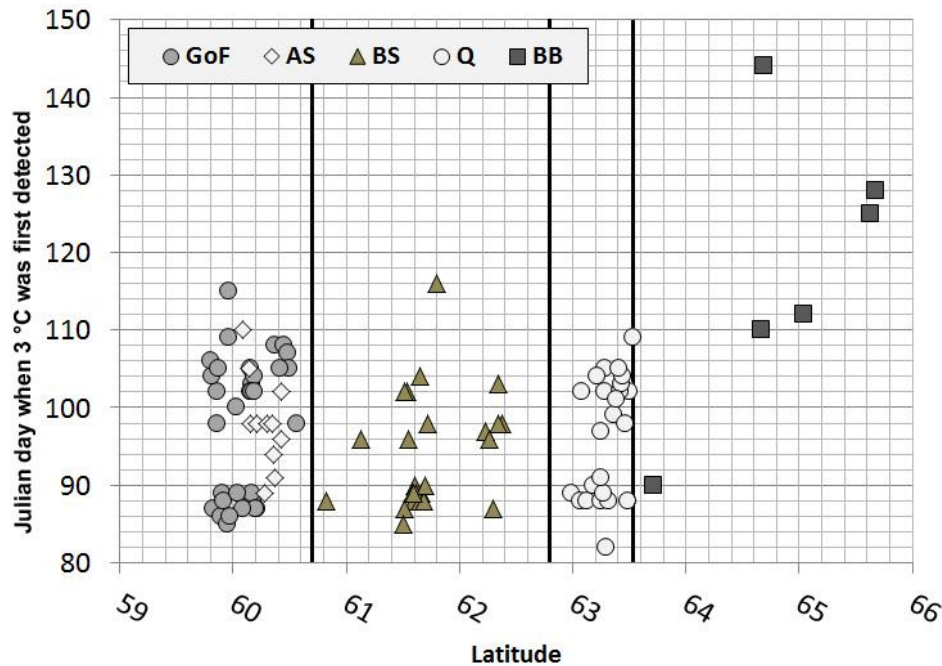 150
140
130
120
110
100
90
80
Julian day when 3 °C was first detected
GoF AS BS Q BB
59 60 61 62 63 64 65 66
Latitude